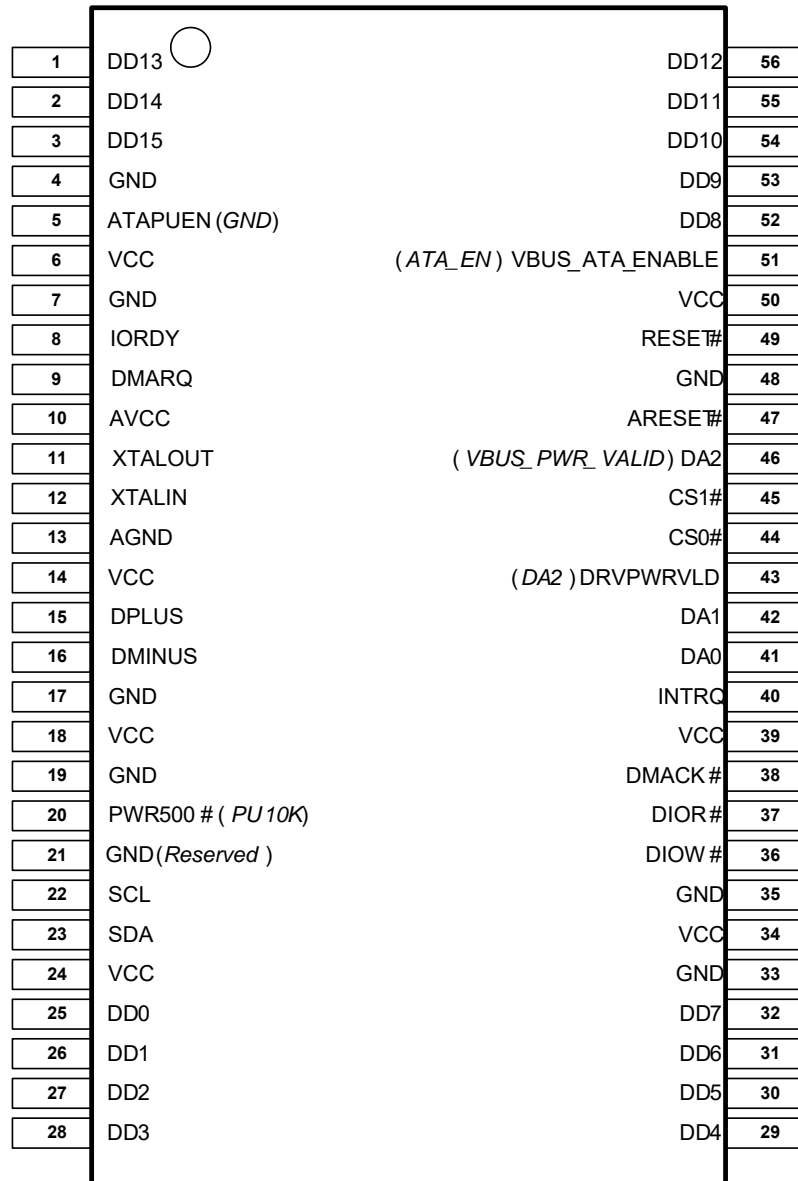 1 DD13 DD12 56
2 DD14 DD11 55
3 DD15 DD10 54
4 GND DD9 53
5 ATAPUEN (GND) DD8 52
6 VCC (ATA_EN) VBUS_ATA_ENABLE 51
7 GND VCC 50
8 IORDY RESET# 49
9 DMARQ GND 48
10 AVCC ARESET# 47
11 XTALOUT (VBUS_PWR_VALID) DA2 46
12 XTALIN CS1# 45
13 AGND CS0# 44
14 VCC (DA2) DRVPWRVLD 43
15 DPLUS DA1 42
16 DMINUS DA0 41
17 GND INTRQ 40
18 VCC VCC 39
19 GND DMACK# 38
20 PWR500# (PU10K) DIOR# 37
21 GND (Reserved) DIOW# 36
22 SCL GND 35
23 SDA VCC 34
24 VCC GND 33
25 DD0 DD7 32
26 DD1 DD6 31
27 DD2 DD5 30
28 DD3 DD4 29